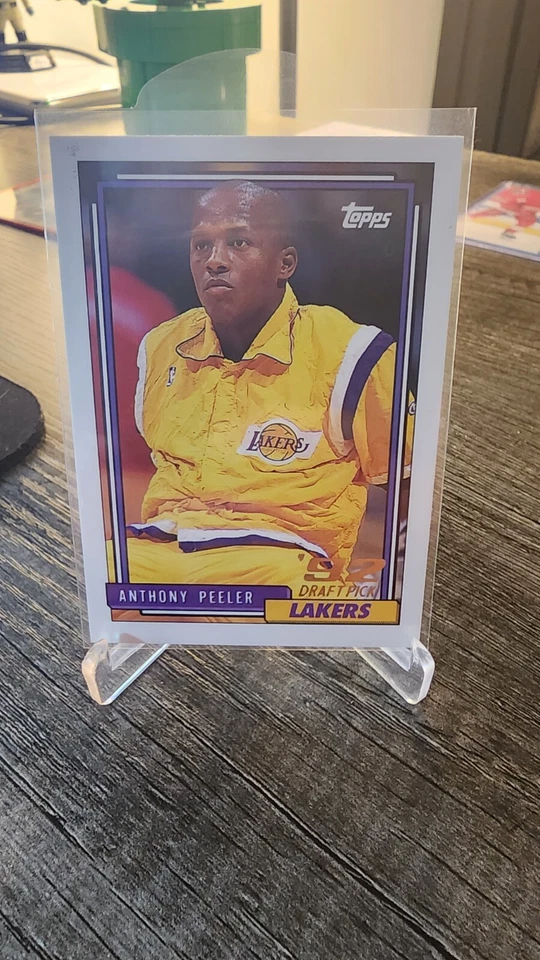 Topps
LAKERS
'92
DRAFT PICK
ANTHONY PEELER
LAKERS